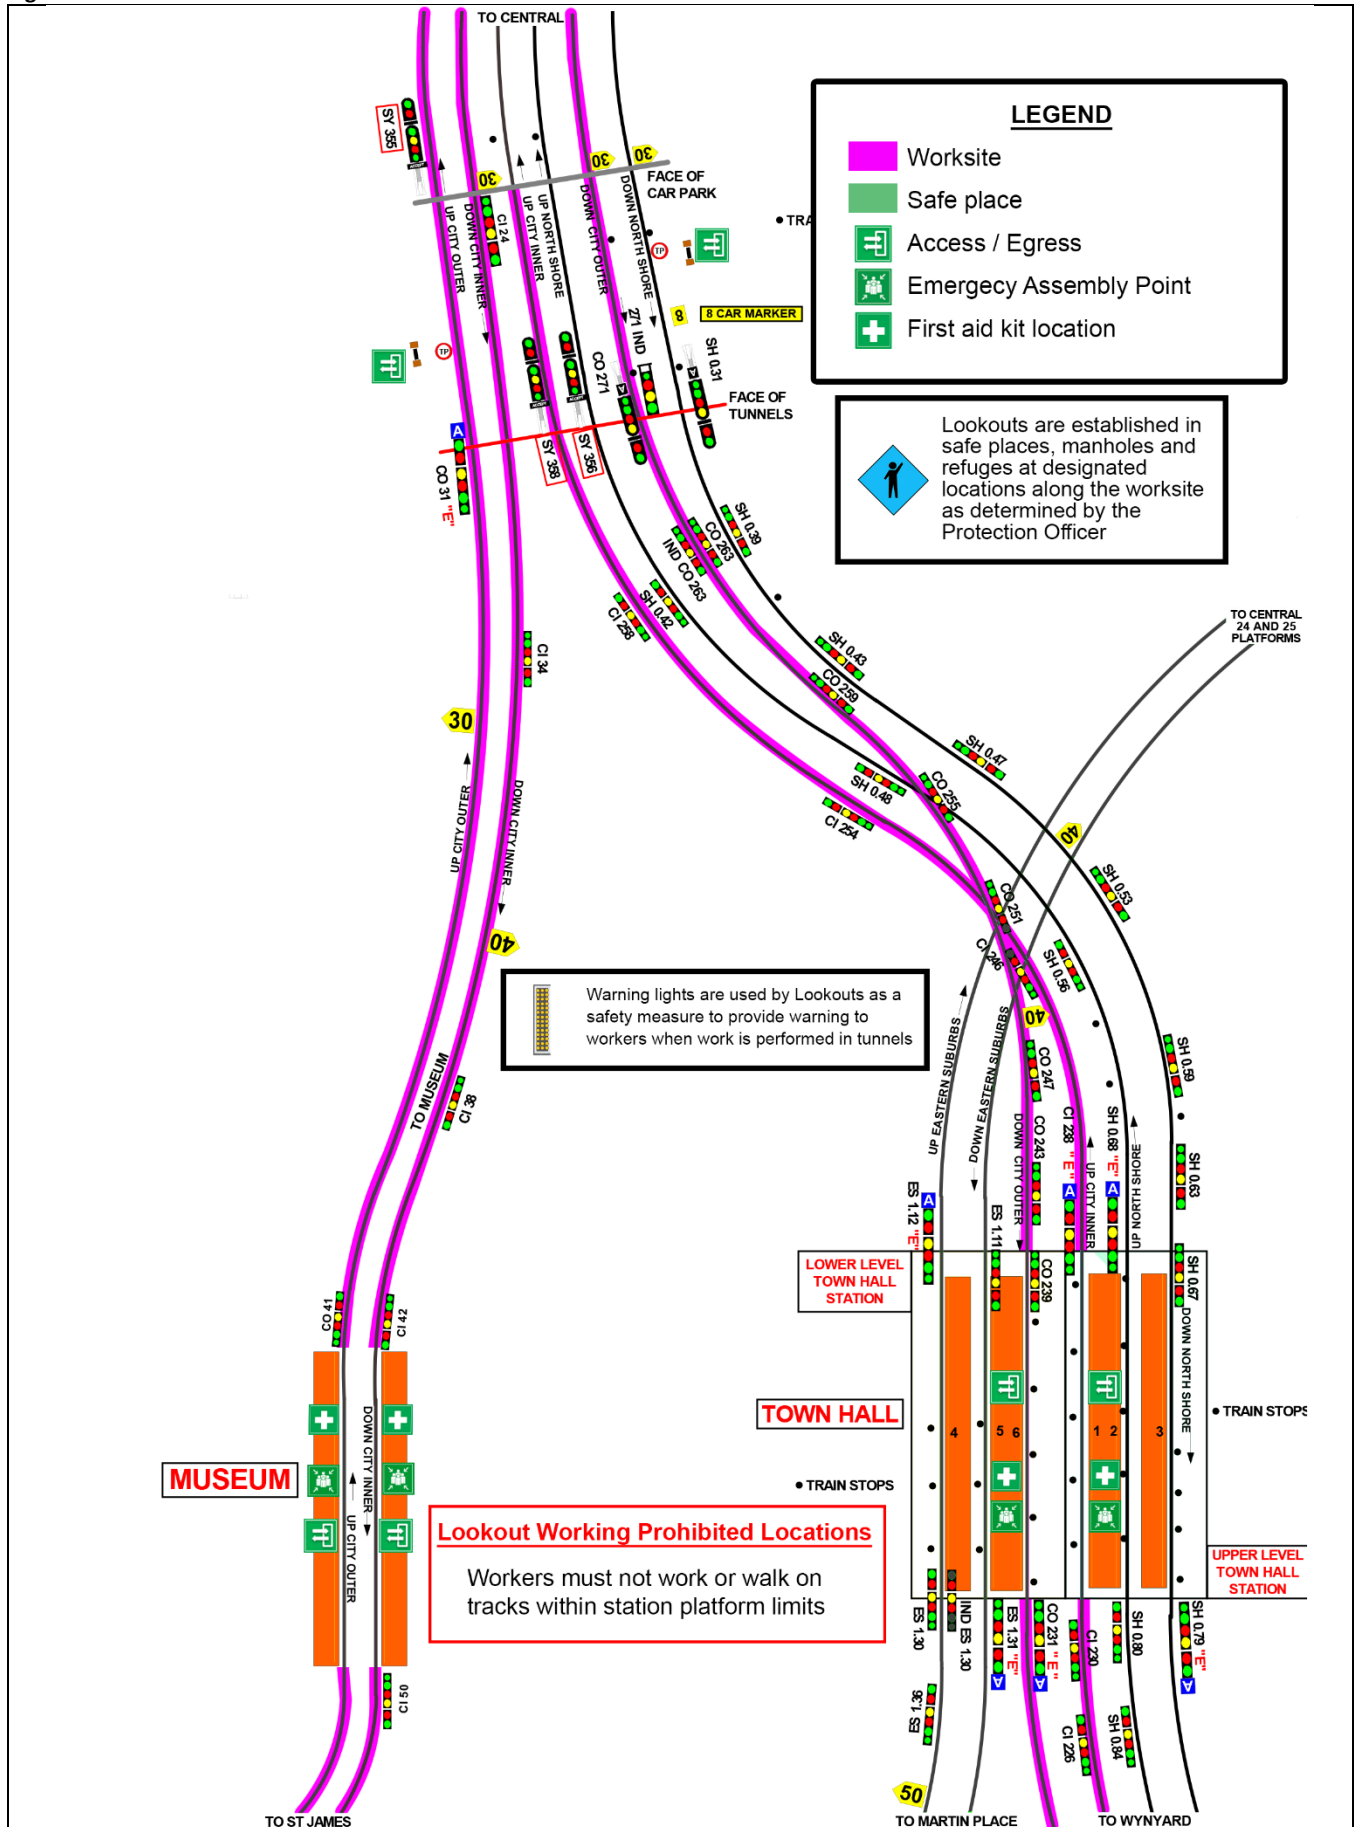 TO CENTRAL
SY 355
30
30
30
FACE OF
CAR PARK
UP CITY OUTER
DOWN CITY INNER
CI 24
UP CITY INNER
UP NORTH SHORE
DOWN CITY OUTER
DOWN NORTH SHORE
TP
• TRA
LEGEND
Worksite
Safe place
Access / Egress
Emergecy Assembly Point
First aid kit location
8
8 CAR MARKER
271 IND
CO 271
SH 0.31
TP
FACE OF
TUNNELS
A
CO 31 "E"
SY 358
SY 356
Lookouts are established in
safe places, manholes and
refuges at designated
locations along the worksite
as determined by the
Protection Officer
SH 0.39
CO 263
IND CO 263
SH 0.42
CI 258
TO CENTRAL
24 AND 25
PLATFORMS
CI 34
SH 0.43
CO 259
30
SH 0.47
SH 0.48
CO 255
CI 254
UP CITY OUTER
DOWN CITY INNER
40
SH 0.53
CO 251
40
CI 246
SH 0.56
Warning lights are used by Lookouts as a
safety measure to provide warning to
workers when work is performed in tunnels
40
UP EASTERN SUBURBS
DOWN EASTERN SUBURBS
CO 247
SH 0.59
TO MUSEUM
CI 38
DOWN CITY OUTER
CO 243
CI 238 "E"
A
UP CITY INNER
SH 0.68 "E"
A
UP NORTH SHORE
SH 0.63
ES 1.12 "E"
A
ES 1.11
CO 239
SH 0.67
LOWER LEVEL
TOWN HALL
STATION
DOWN NORTH SHORE
CO 41
CI 42
TOWN HALL
4
5 6
1 2
3
• TRAIN STOPS
DOWN CITY INNER
UP CITY OUTER
MUSEUM
• TRAIN STOPS
Lookout Working Prohibited Locations
Workers must not work or walk on
tracks within station platform limits
UPPER LEVEL
TOWN HALL
STATION
ES 1.30
IND ES 1.30
ES 1.31 "E"
A
CO 231 "E"
A
CI 230
SH 0.80
SH 0.79 "E"
A
CI 50
ES 1.36
CI 226
SH 0.84
50
TO ST JAMES
TO MARTIN PLACE
TO WYNYARD